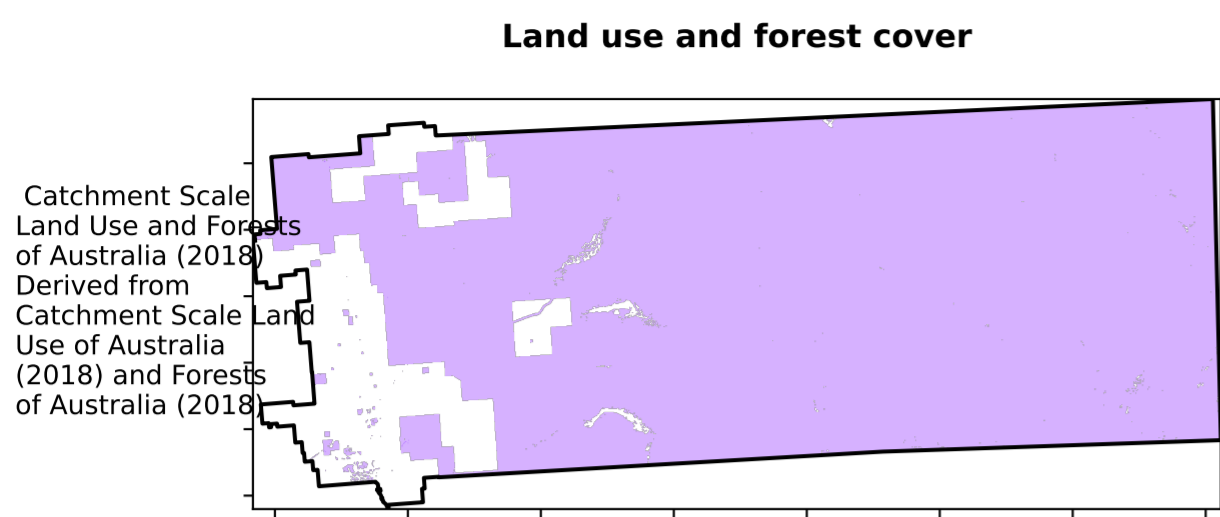 Land use and forest cover
Catchment Scale
Land Use and Forests
of Australia (2018)
Derived from
Catchment Scale Land
Use of Australia
(2018) and Forests
of Australia (2018)